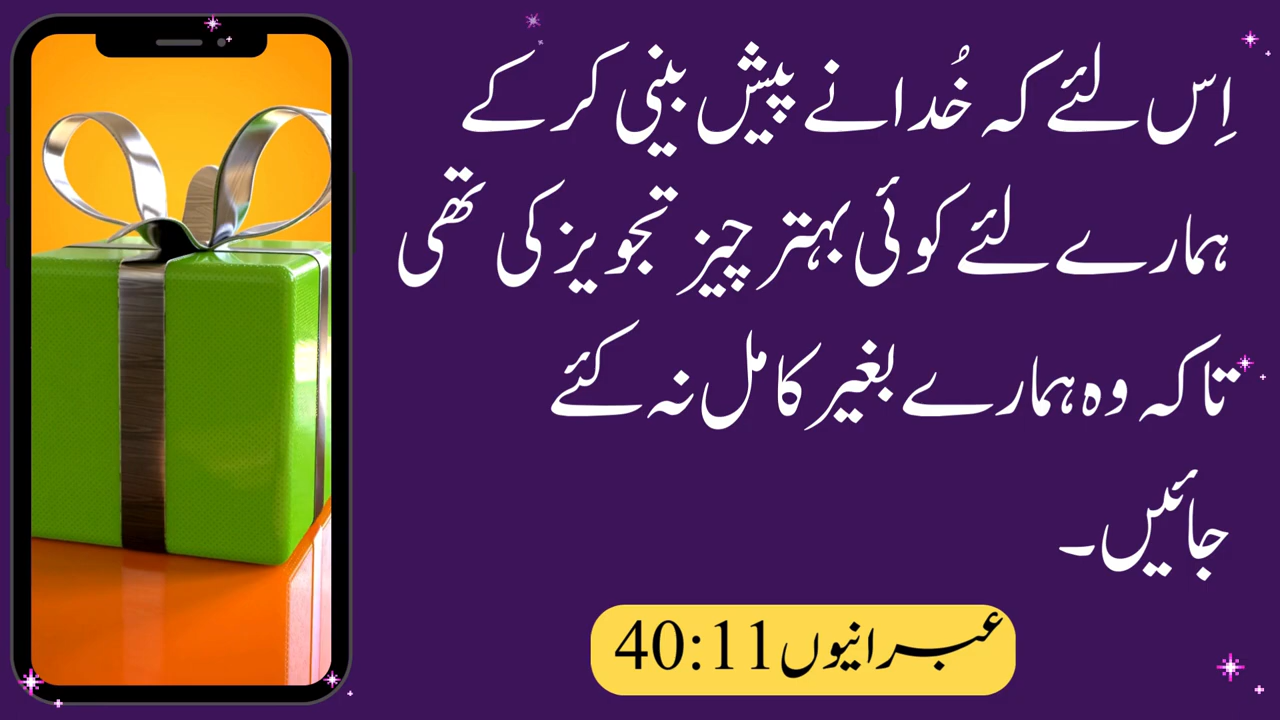 اِس لئے کہ خُدا نے پیش بینی کر کے
ہمارے لئے کوئی بہتر چیز تجویز کی تھی
تاکہ وہ ہمارے بغیر کامل نہ کئے
جائیں۔
عبرانیوں 40:11